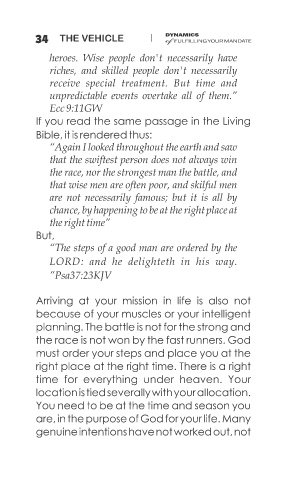 34 THE VEHICLE | DYNAMICS
of FULFILLING YOUR MANDATE
heroes. Wise people don't necessarily have
riches, and skilled people don't necessarily
receive special treatment. But time and
unpredictable events overtake all of them."
Ecc 9:11GW
If you read the same passage in the Living
Bible, it is rendered thus:
"Again I looked throughout the earth and saw
that the swiftest person does not always win
the race, nor the strongest man the battle, and
that wise men are often poor, and skilful men
are not necessarily famous; but it is all by
chance, by happening to be at the right place at
the right time"
But,
"The steps of a good man are ordered by the
LORD: and he delighteth in his way.
"Psa37:23KJV
Arriving at your mission in life is also not
because of your muscles or your intelligent
planning. The battle is not for the strong and
the race is not won by the fast runners. God
must order your steps and place you at the
right place at the right time. There is a right
time for everything under heaven. Your
location is tied severally with your allocation.
You need to be at the time and season you
are, in the purpose of God for your life. Many
genuine intentions have not worked out, not